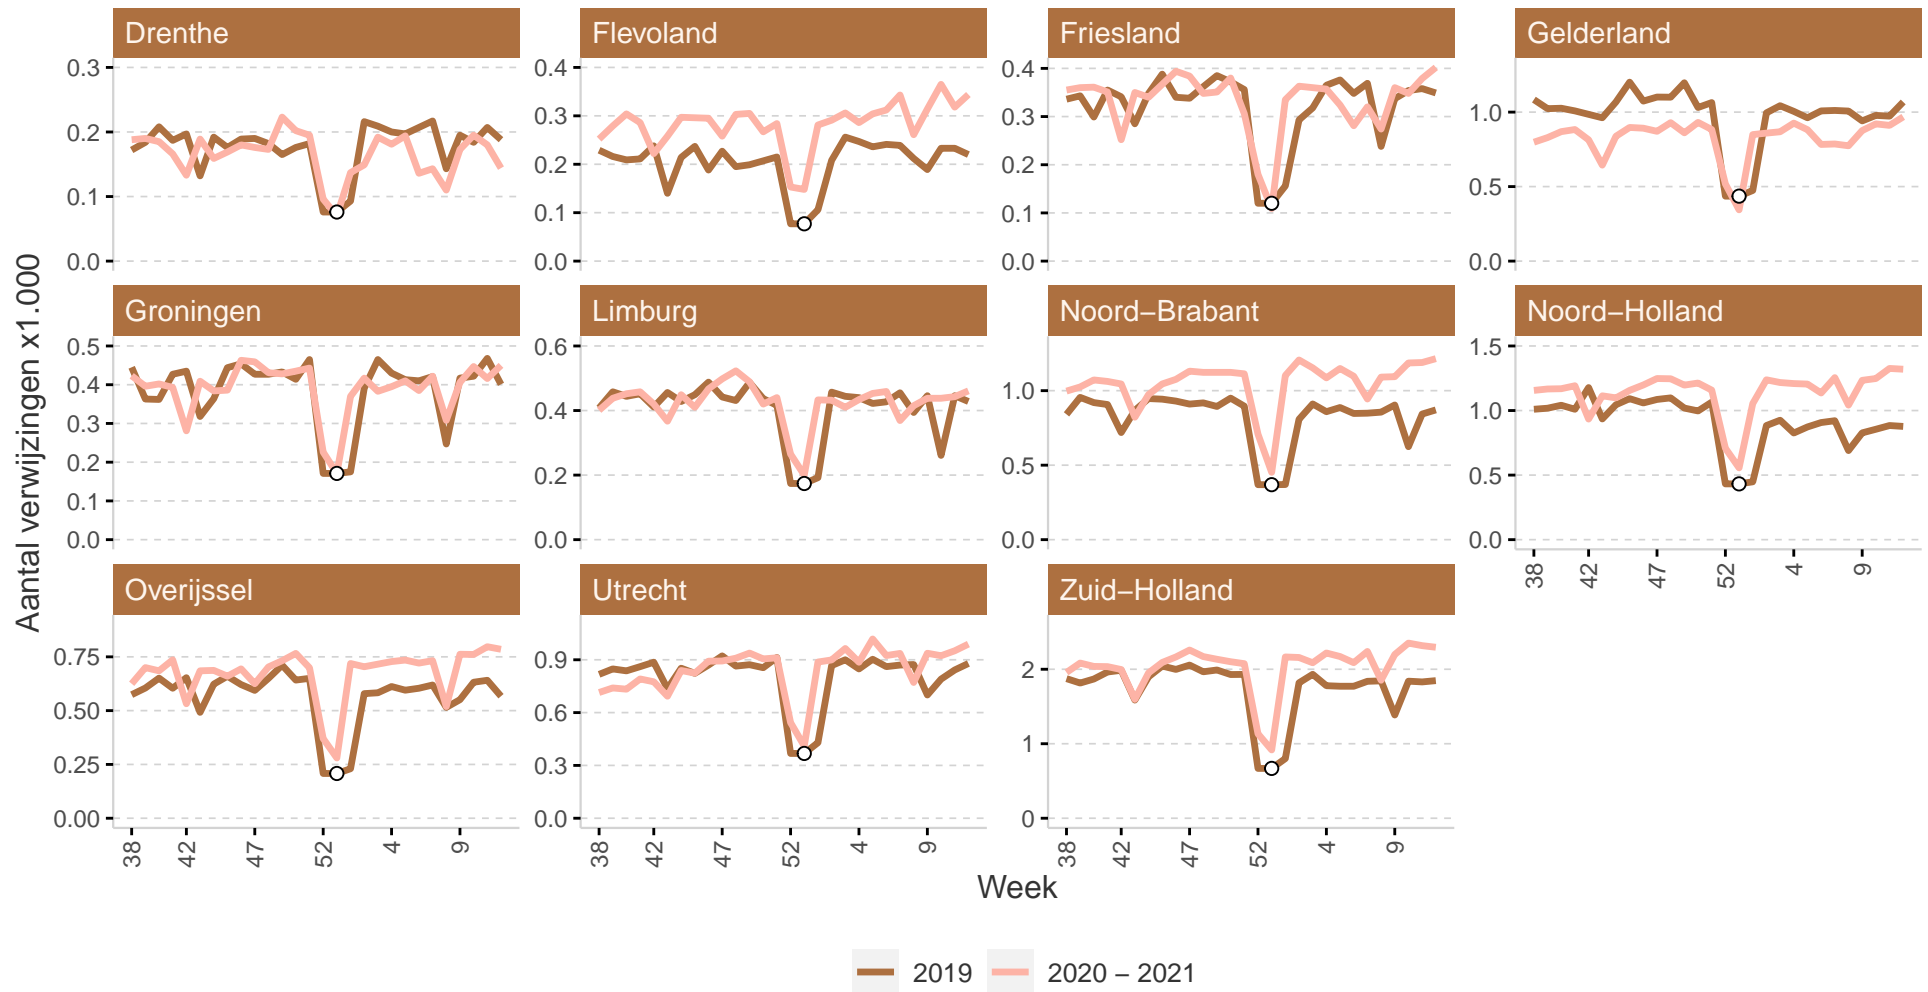 Aantal verwijzingen x1.000
Drenthe
0.3
0.2
0.1
0.0
Flevoland
0.4
0.3
0.2
0.1
0.0
Friesland
0.4
0.3
0.2
0.1
0.0
Gelderland
1.0
0.5
0.0
Groningen
0.5
0.4
0.3
0.2
0.1
0.0
Limburg
0.6
0.4
0.2
0.0
Noord−Brabant
1.0
0.5
0.0
Noord−Holland
1.5
1.0
0.5
0.0
38 42 47 52 4 9
Overijssel
0.75
0.50
0.25
0.00
38 42 47 52 4 9
Utrecht
0.9
0.6
0.3
0.0
38 42 47 52 4 9
Zuid−Holland
2
1
0
38 42 47 52 4 9
Week
2019 2020 − 2021